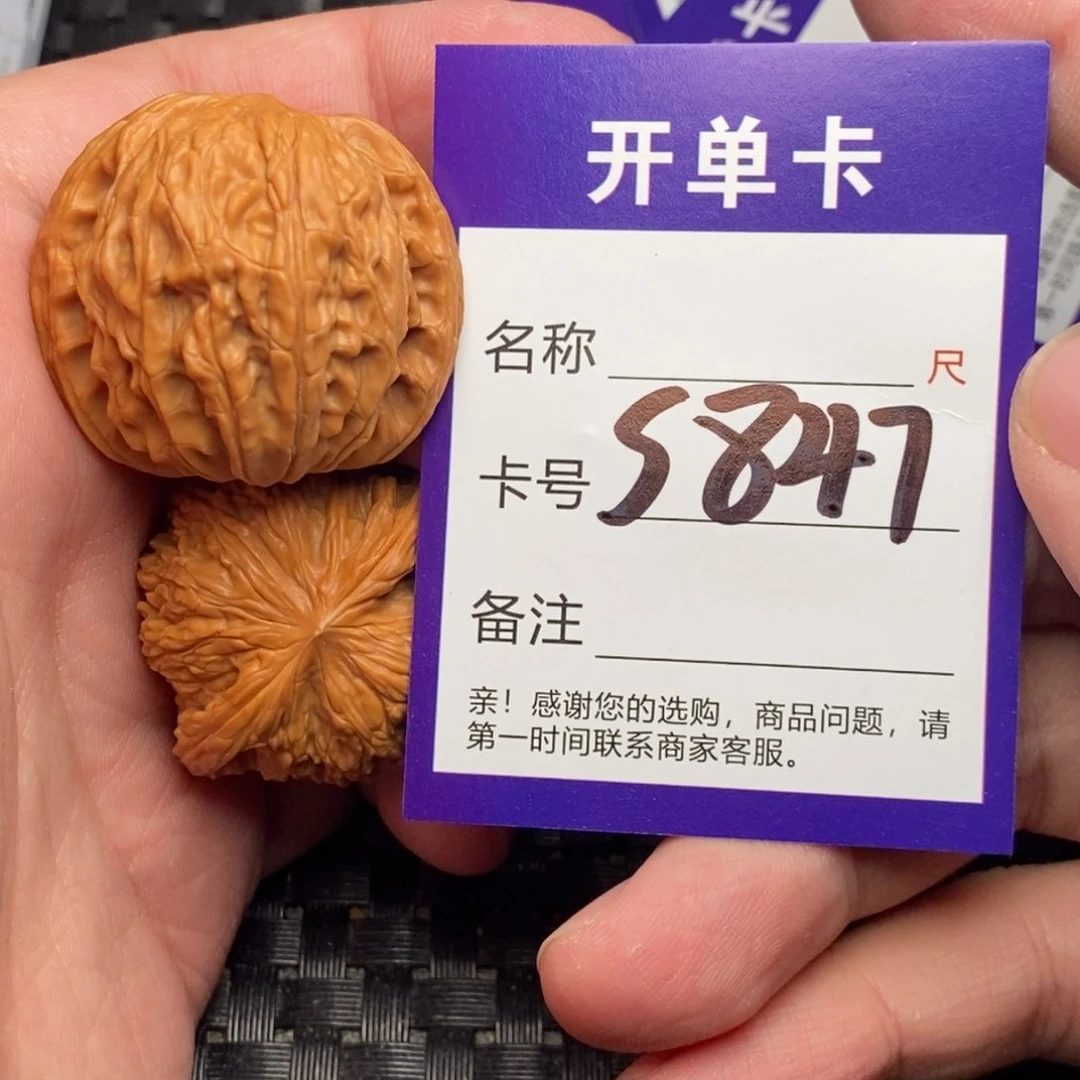 开单卡
名称 尺
卡号 S847
备注
亲！感谢您的选购，商品问题，请
第一时间联系商家客服。